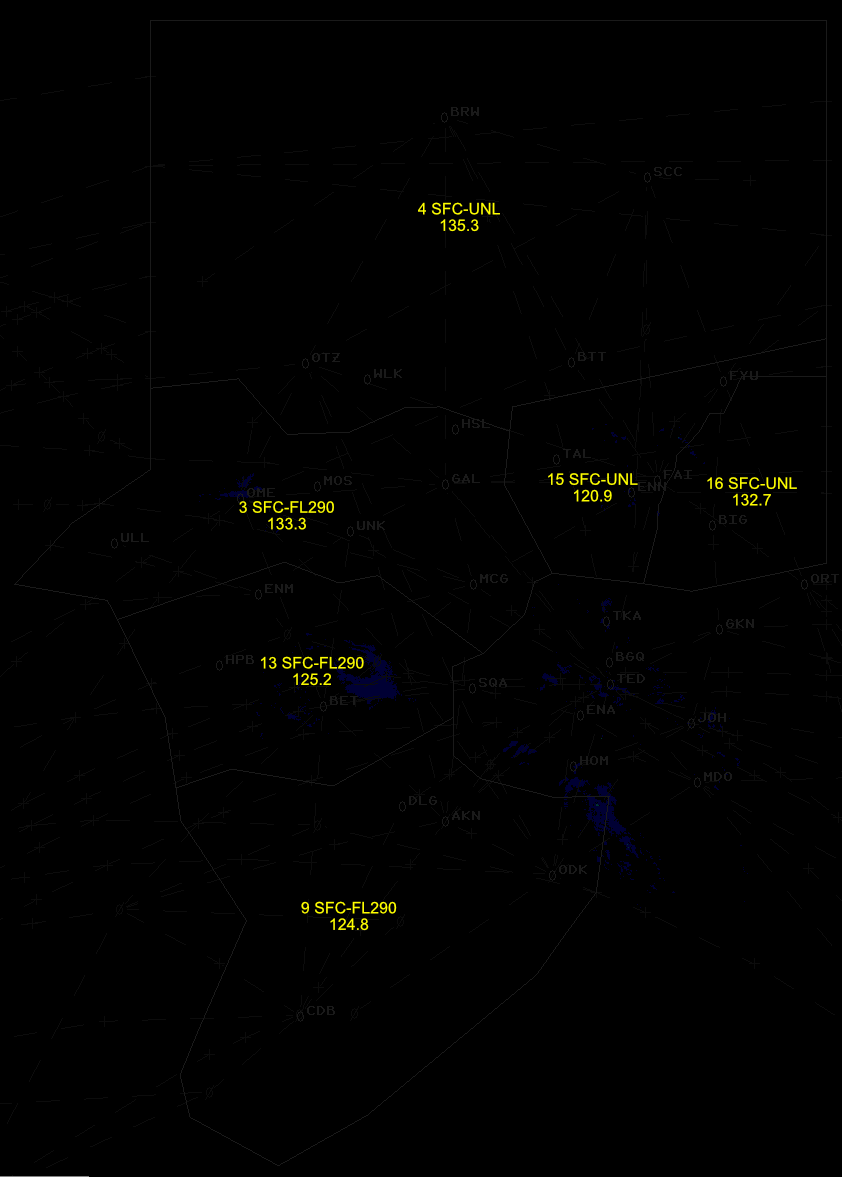 BRW
SCC
4 SFC-UNL
135.3
OTZ
BTT
WLK
FYU
HSL
TAL
FAI
MOS
GAL
15 SFC-UNL
120.9
ENN
16 SFC-UNL
132.7
OME
3 SFC-FL290
133.3
BIG
UNK
ULL
MCG
ORT
ENM
TKA
GKN
HPB
13 SFC-FL290
125.2
BGQ
TED
SQA
BET
ENA
JOH
HOM
MDO
DLG
AKN
ODK
9 SFC-FL290
124.8
CDB